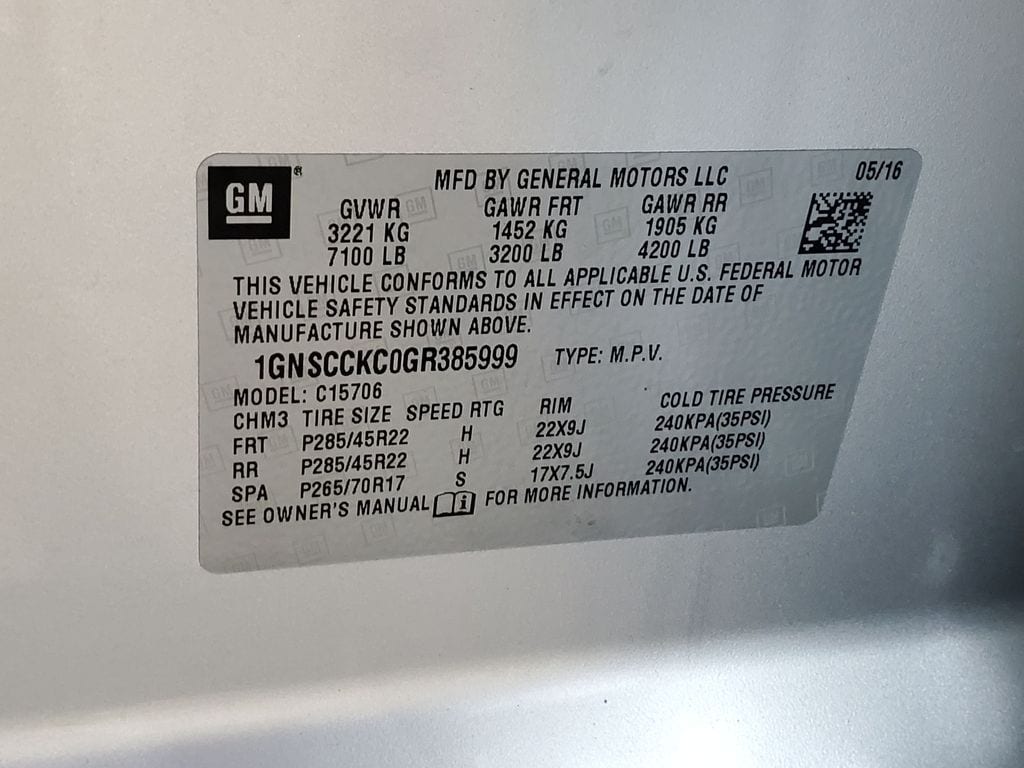 GM
MFD BY GENERAL MOTORS LLC 05/16
GVWR GAWR FRT GAWR RR
3221 KG 1452 KG 1905 KG
7100 LB 3200 LB 4200 LB
THIS VEHICLE CONFORMS TO ALL APPLICABLE U.S. FEDERAL MOTOR
VEHICLE SAFETY STANDARDS IN EFFECT ON THE DATE OF
MANUFACTURE SHOWN ABOVE.
1GNSCCKC0GR385999 TYPE: M.P.V.
MODEL: C15706
CHM3 TIRE SIZE SPEED RTG RIM COLD TIRE PRESSURE
FRT P285/45R22 H 22X9J 240KPA(35PSI)
RR P285/45R22 H 22X9J 240KPA(35PSI)
SPA P265/70R17 S 17X7.5J 240KPA(35PSI)
SEE OWNER'S MANUAL FOR MORE INFORMATION.